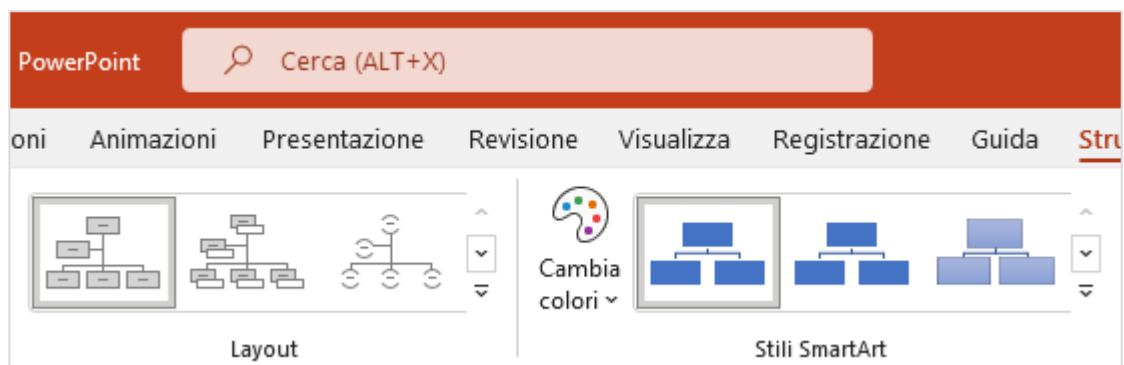 PowerPoint Cerca (ALT+X)
oni Animazioni Presentazione Revisione Visualizza Registrazione Guida Stru
Cambia
colori
Layout Stili SmartArt